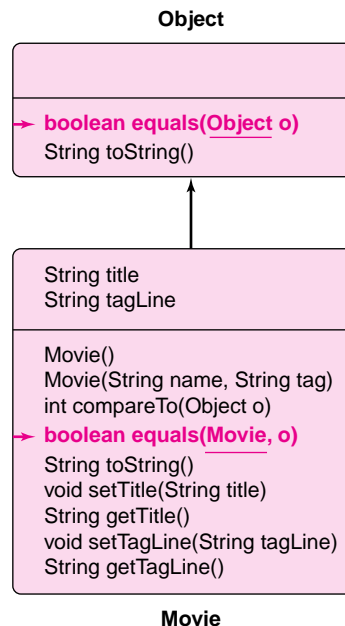 Object
boolean equals(Object o)
String toString()
String title
String tagLine
Movie()
Movie(String name, String tag)
int compareTo(Object o)
boolean equals(Movie, o)
String toString()
void setTitle(String title)
String getTitle()
void setTagLine(String tagLine)
String getTagLine()
Movie